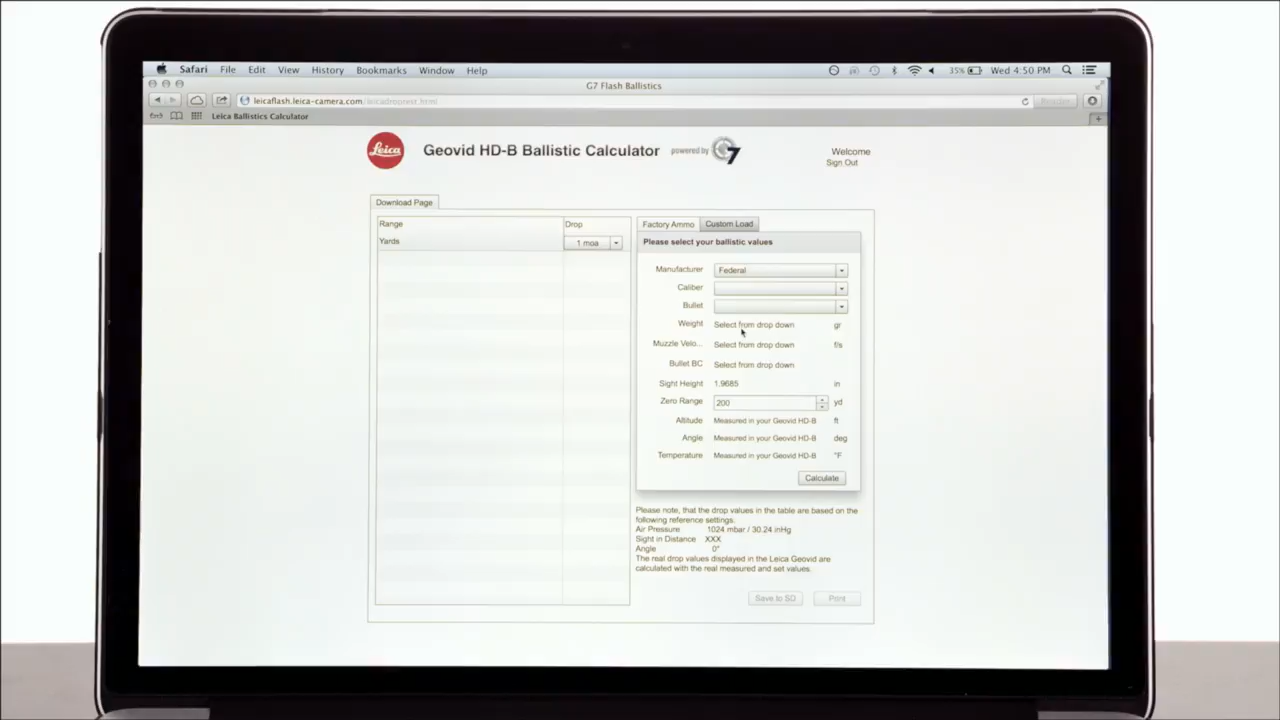 Safari File Edit View History Bookmarks Window Help 35% Wed 4:50 PM
G7 Flash Ballistics
leicaflash.leica-camera.com/leicadroprest.html Reader
Leica Ballistics Calculator
Leica Geovid HD-B Ballistic Calculator powered by G7 Welcome
Sign Out
Download Page
Range Drop
Yards 1 moa
Factory Ammo Custom Load
Please select your ballistic values
Manufacturer Federal
Caliber
Bullet
Weight Select from drop down gr
Muzzle Velo... Select from drop down f/s
Bullet BC Select from drop down
Sight Height 1.9685 in
Zero Range 200 yd
Altitude Measured in your Geovid HD-B ft
Angle Measured in your Geovid HD-B deg
Temperature Measured in your Geovid HD-B °F
Calculate
Please note, that the drop values in the table are based on the
following reference settings:
Air Pressure 1024 mbar / 30.24 inHg
Sight in Distance XXX
Angle 0°
The real drop values displayed in the Leica Geovid are
calculated with the real measured and set values.
Save to SD Print